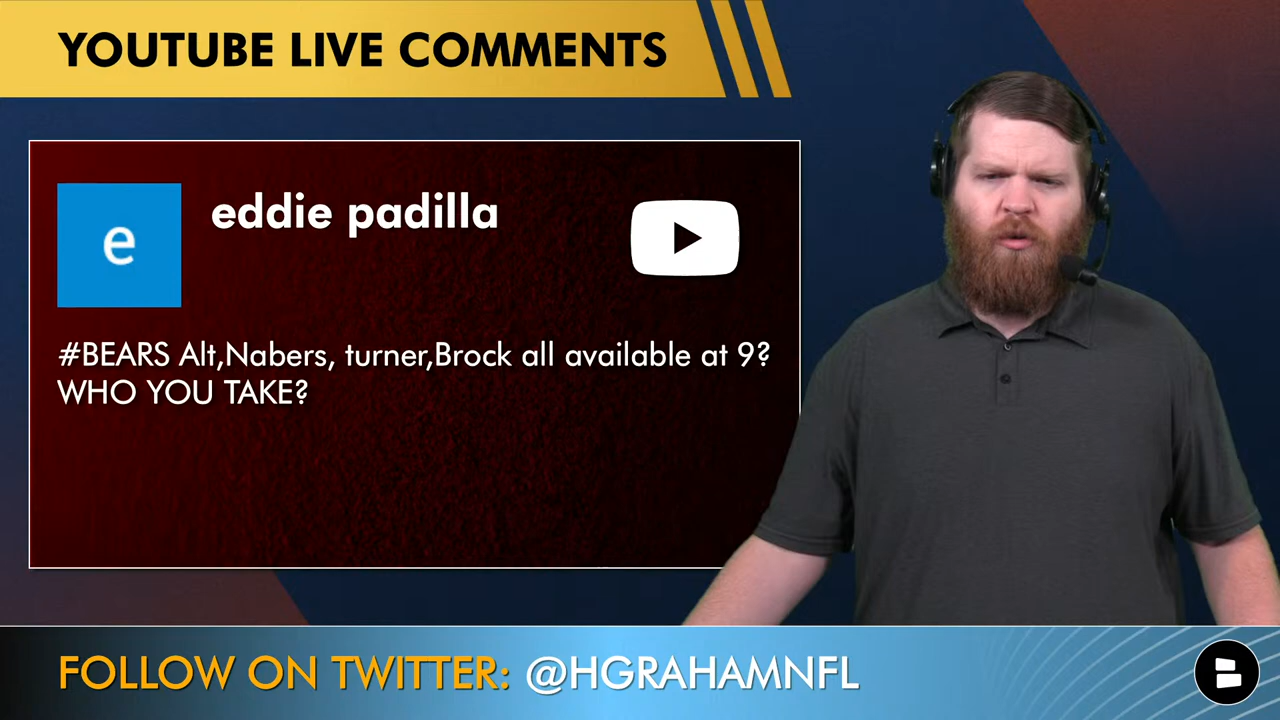 YOUTUBE LIVE COMMENTS
e
eddie padilla
#BEARS Alt,Nabers, turner,Brock all available at 9?
WHO YOU TAKE?
FOLLOW ON TWITTER: @HGRAHAMNFL